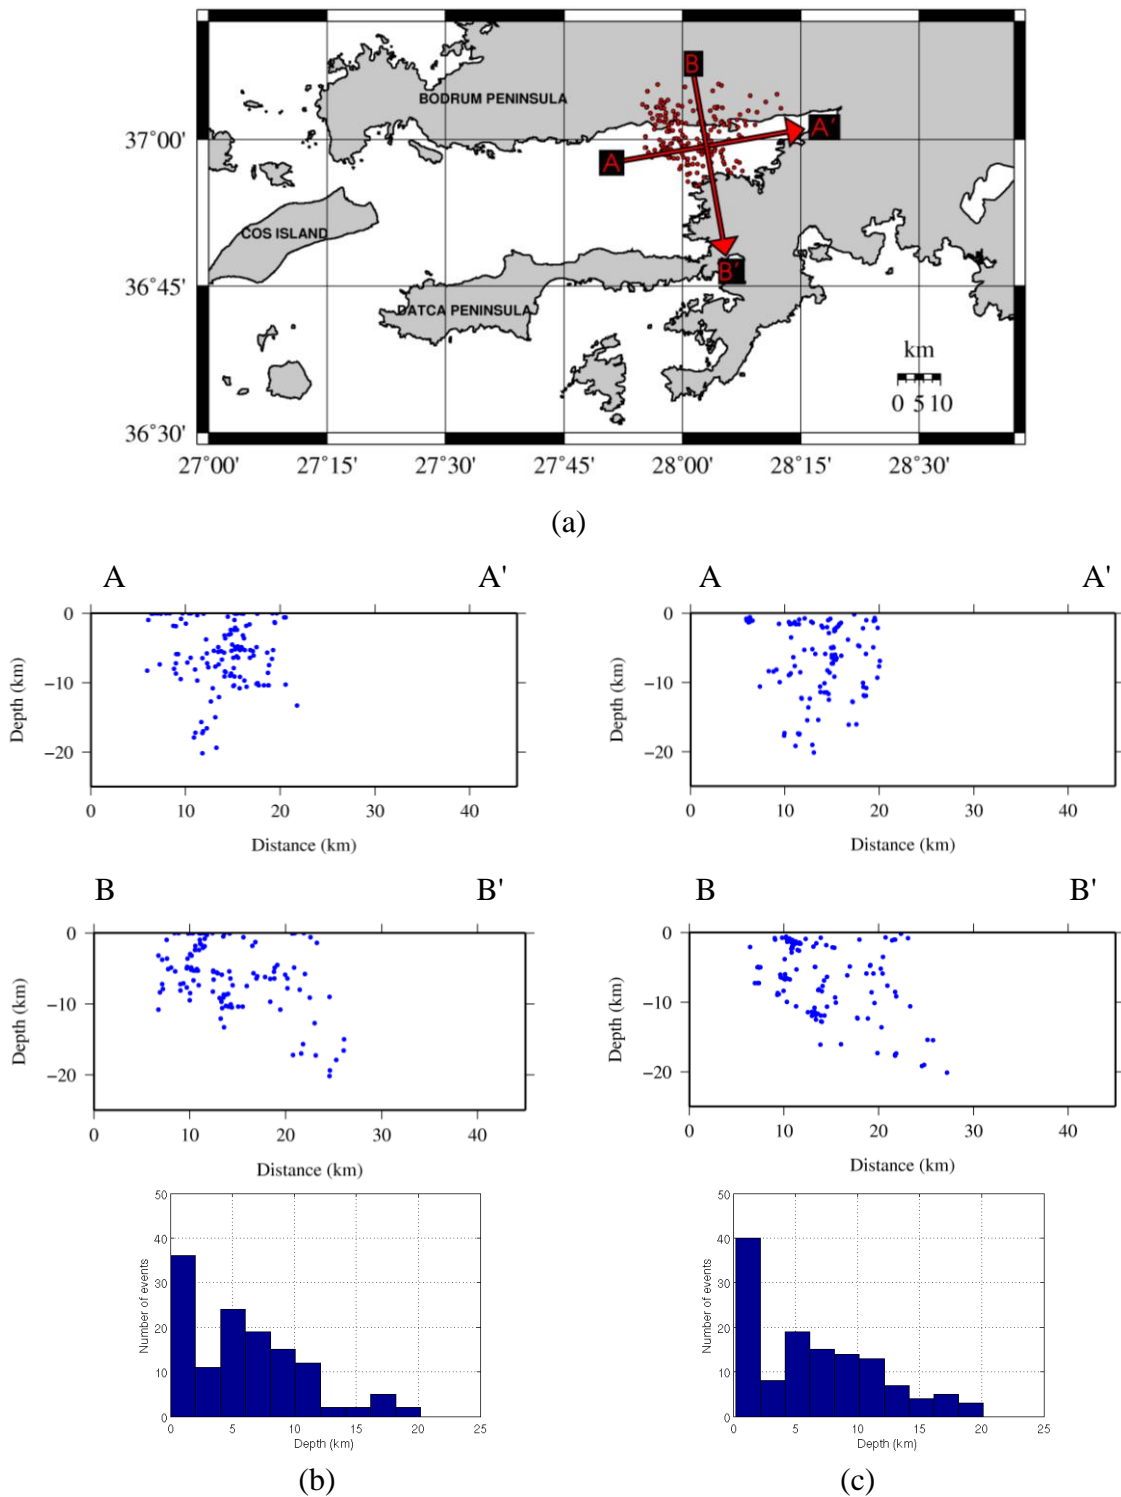 B
BODRUM PENINSULA
A'
37°00'
A
COS ISLAND
B'
36°45'
DATCA PENINSULA
km
0 5 10
36°30'
27°00' 27°15' 27°30' 27°45' 28°00' 28°15' 28°30'
(a)
A A' A A'
0
−10
−20
Depth (km)
0 10 20 30 40
Distance (km)
0
−10
−20
Depth (km)
0 10 20 30 40
Distance (km)
B B' B B'
0
−10
−20
Depth (km)
0 10 20 30 40
Distance (km)
0
−10
−20
Depth (km)
0 10 20 30 40
Distance (km)
50
40
30
20
10
0
Number of events
0 5 10 15 20 25
Depth (km)
50
40
30
20
10
0
Number of events
0 5 10 15 20 25
Depth (km)
(b) (c)